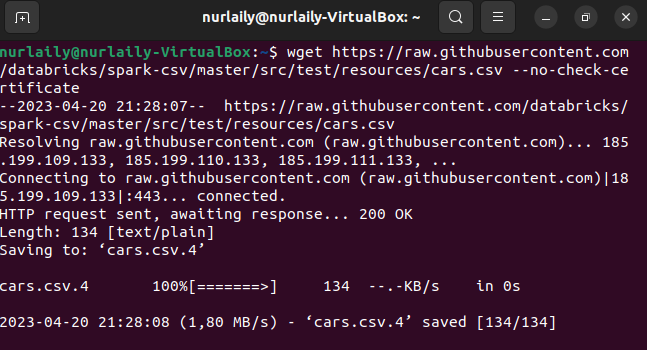 nurlaily@nurlaily-VirtualBox: ~
nurlaily@nurlaily-VirtualBox:~$ wget https://raw.githubusercontent.com
/databricks/spark-csv/master/src/test/resources/cars.csv --no-check-ce
rtificate
--2023-04-20 21:28:07--  https://raw.githubusercontent.com/databricks/
spark-csv/master/src/test/resources/cars.csv
Resolving raw.githubusercontent.com (raw.githubusercontent.com)... 185
.199.109.133, 185.199.110.133, 185.199.111.133, ...
Connecting to raw.githubusercontent.com (raw.githubusercontent.com)|18
5.199.109.133|:443... connected.
HTTP request sent, awaiting response... 200 OK
Length: 134 [text/plain]
Saving to: ‘cars.csv.4’
cars.csv.4          100%[=======>]     134  --.-KB/s    in 0s
2023-04-20 21:28:08 (1,80 MB/s) - ‘cars.csv.4’ saved [134/134]